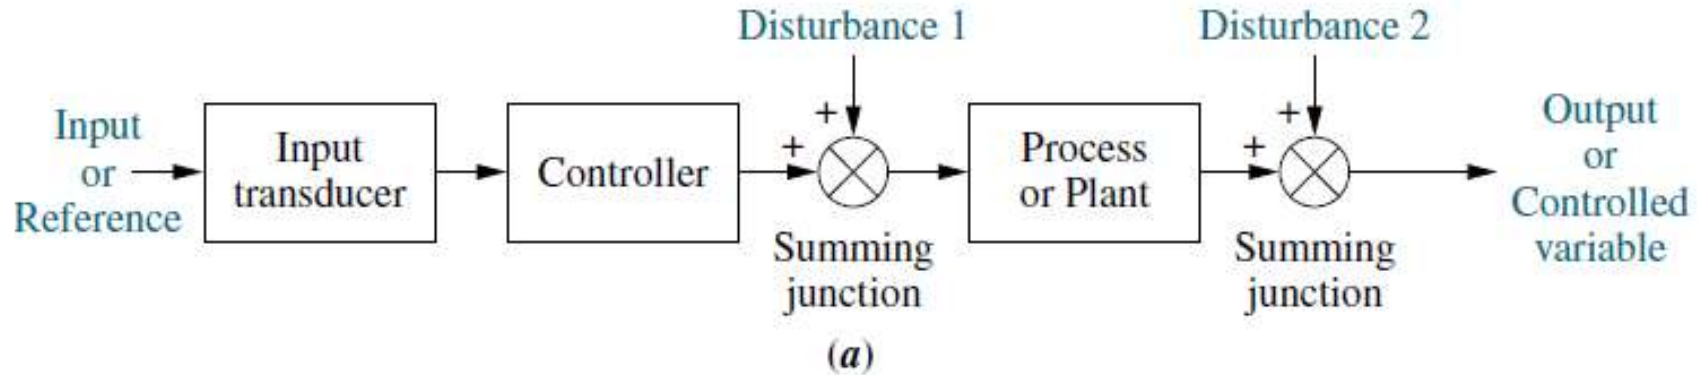 Disturbance 1
Disturbance 2
Input
or
Reference
Input
transducer
Controller
+
+
Summing
junction
Process
or Plant
+
+
Summing
junction
Output
or
Controlled
variable
(a)